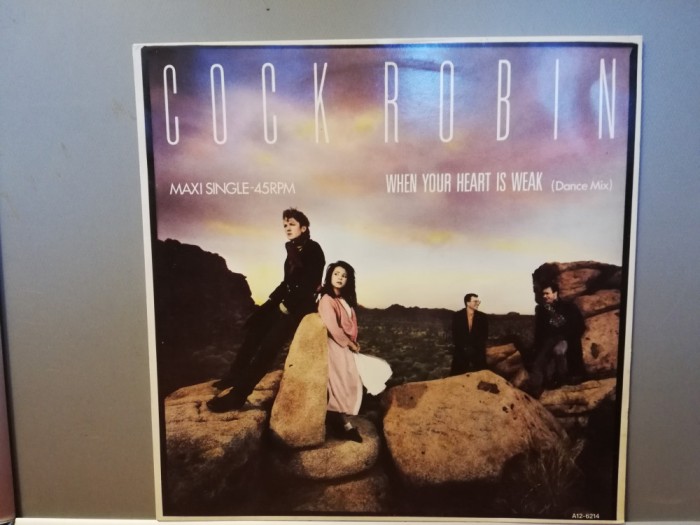 COCK ROBIN
MAXI SINGLE-45RPM
WHEN YOUR HEART IS WEAK (Dance Mix)
A12-6214